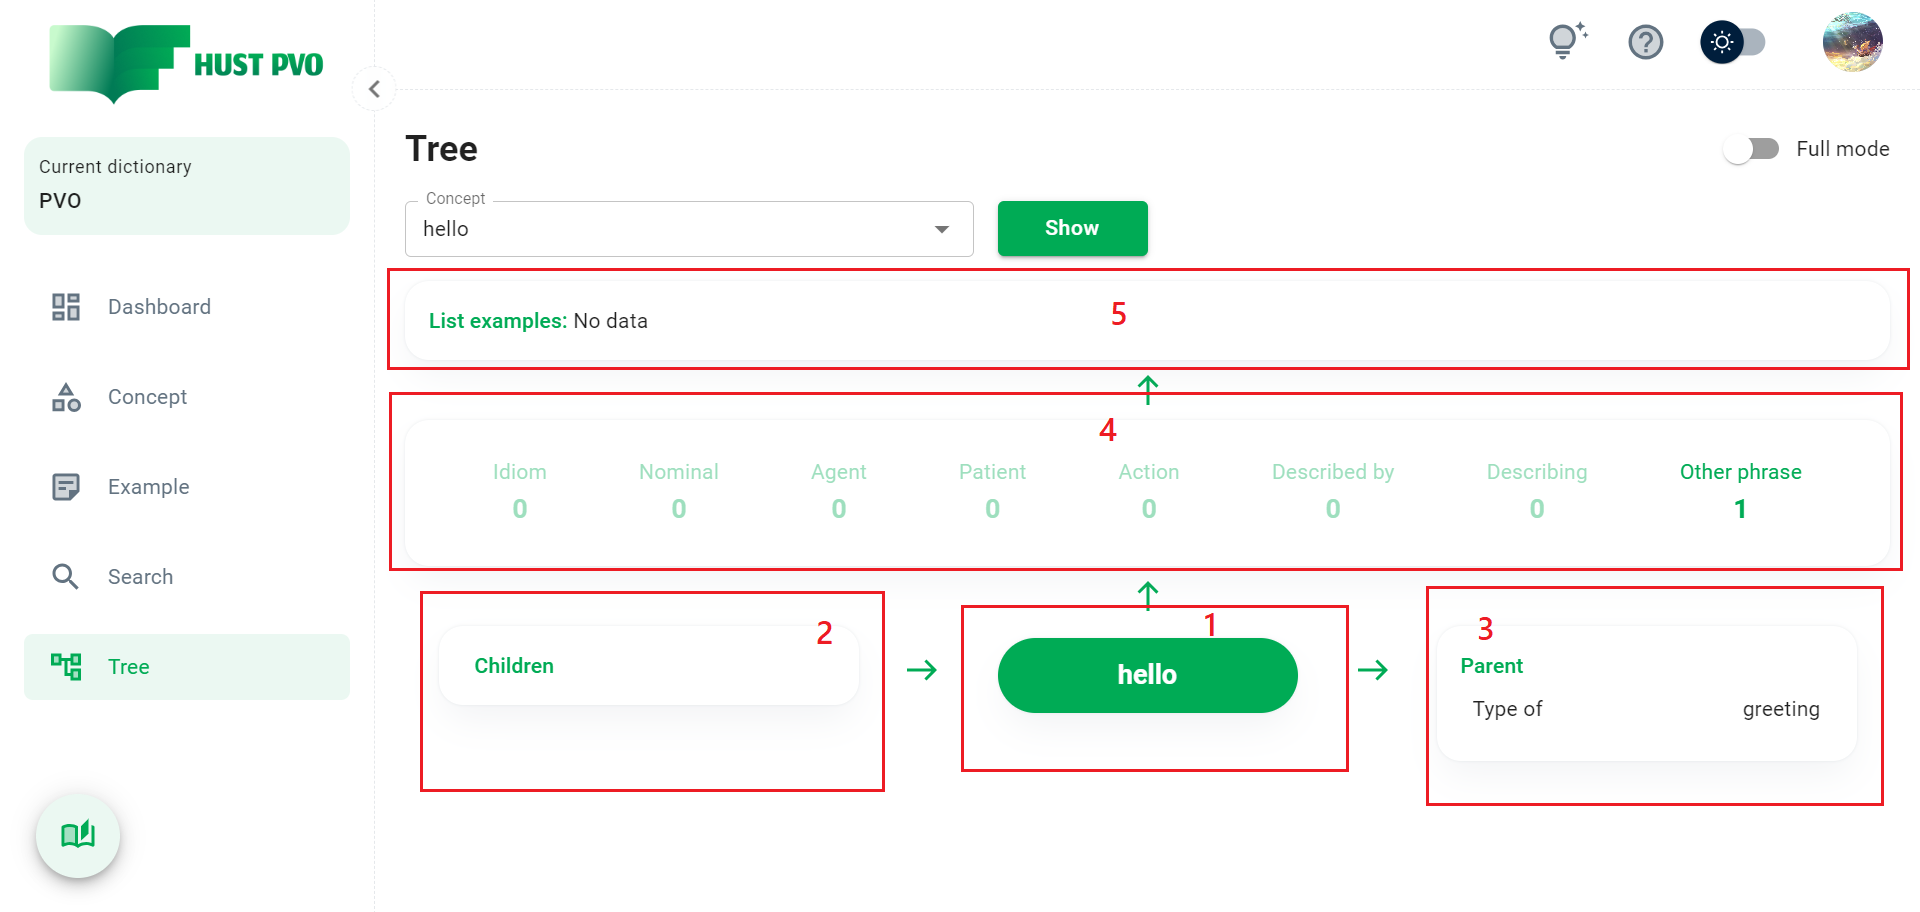 HUST PVO
Current dictionary
PVO
Dashboard
Concept
Example
Search
Tree
Tree
Full mode
Concept
hello
Show
List examples: No data
5
4
Idiom Nominal Agent Patient Action Described by Describing Other phrase
0 0 0 0 0 0 0 1
2
Children
1
hello
3
Parent
Type of greeting